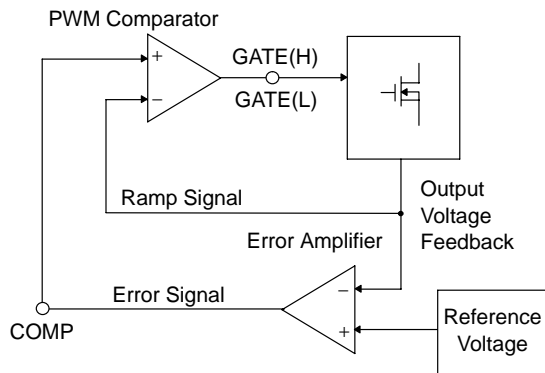 PWM Comparator
+
−
GATE(H)
GATE(L)
Ramp Signal
Output
Voltage
Feedback
Error Amplifier
Error Signal
−
+
COMP
Reference
Voltage